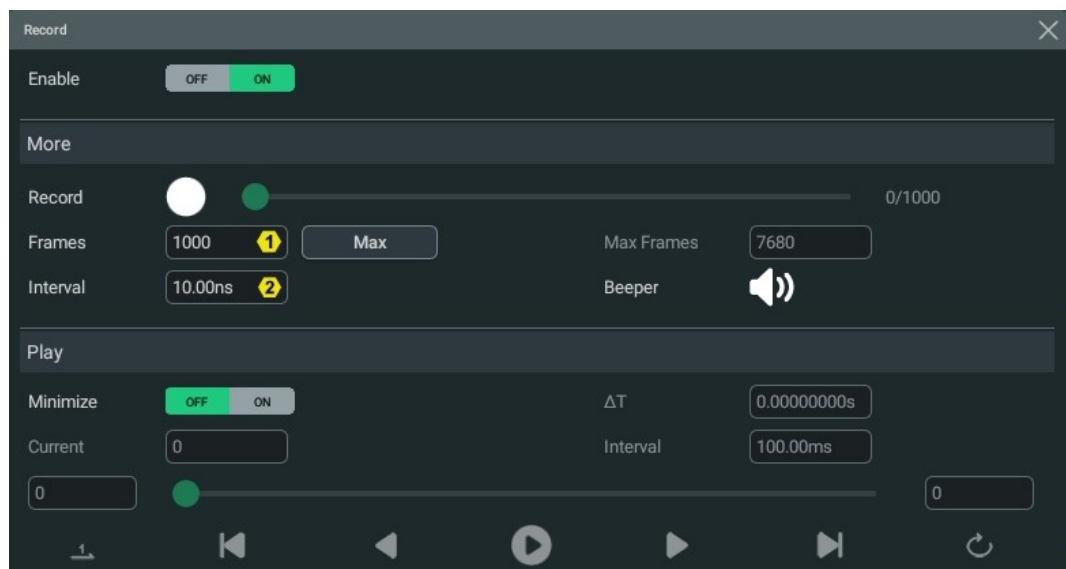 Record
Enable OFF ON
More
Record 0/1000
Frames 1000 1 Max Max Frames 7680
Interval 10.00ns 2 Beeper
Play
Minimize OFF ON ΔT 0.00000000s
Current 0 Interval 100.00ms
0 0
1